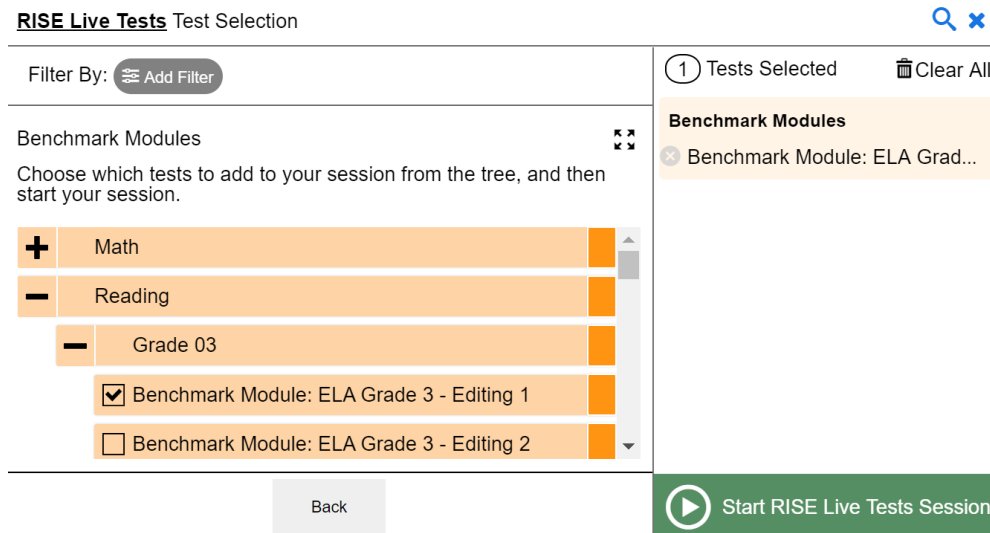 RISE Live Tests Test Selection
Filter By: Add Filter
Benchmark Modules
Choose which tests to add to your session from the tree, and then
start your session.
Math
Reading
Grade 03
Benchmark Module: ELA Grade 3 - Editing 1
Benchmark Module: ELA Grade 3 - Editing 2
Back
1 Tests Selected
Clear All
Benchmark Modules
Benchmark Module: ELA Grad...
Start RISE Live Tests Session